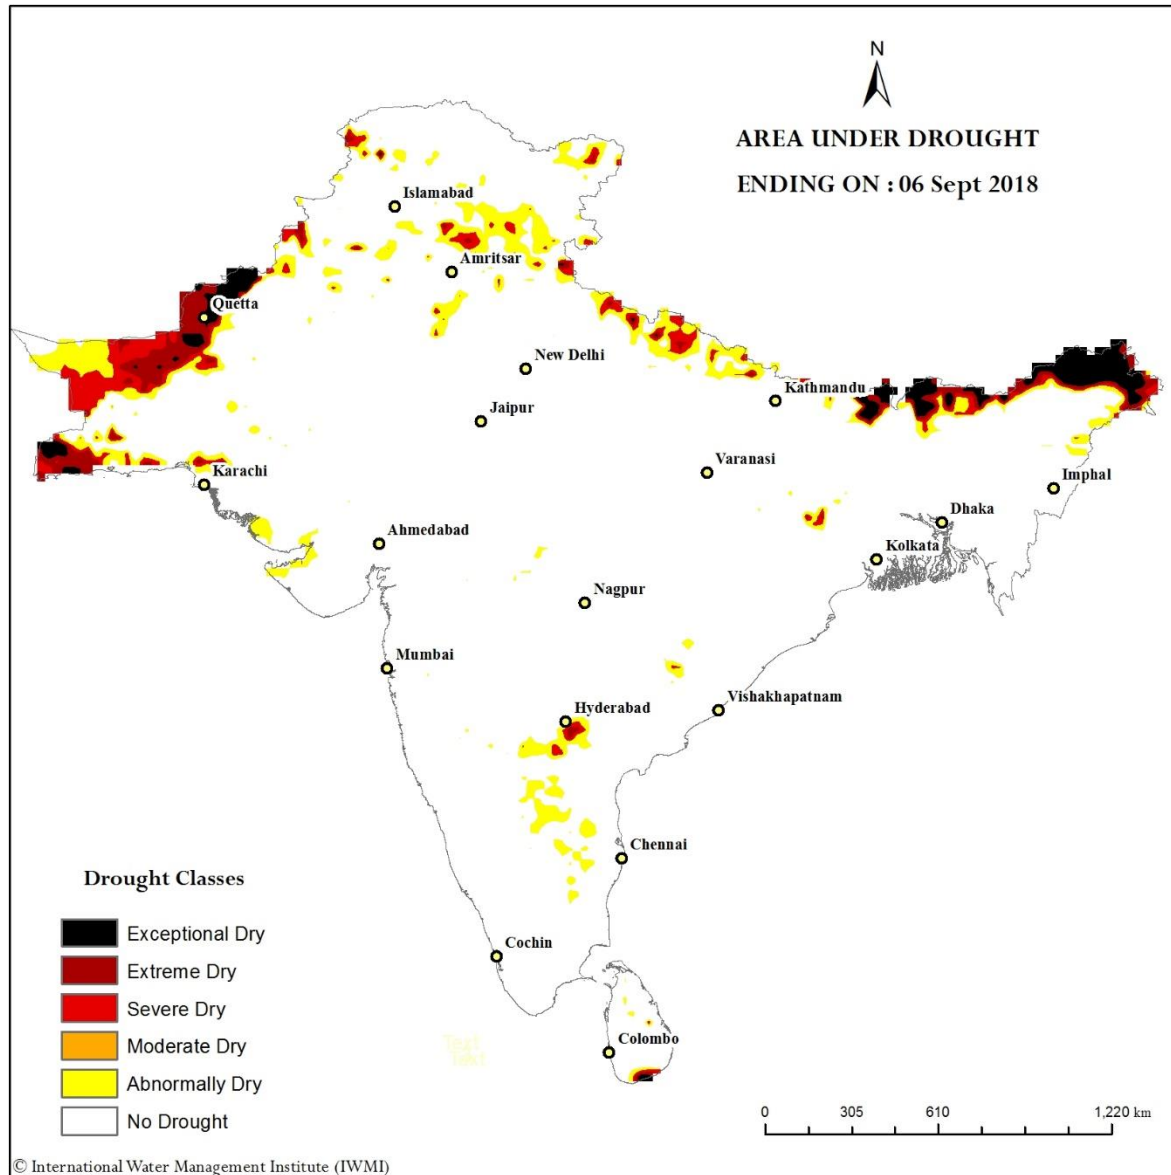 N
AREA UNDER DROUGHT
ENDING ON : 06 Sept 2018
Islamabad
Amritsar
Quetta
New Delhi
Kathmandu
Jaipur
Varanasi
Karachi
Imphal
Dhaka
Ahmedabad
Kolkata
Nagpur
Mumbai
Vishakhapatnam
Hyderabad
Chennai
Cochin
Colombo
Text
Text
Drought Classes
Exceptional Dry
Extreme Dry
Severe Dry
Moderate Dry
Abnormally Dry
No Drought
0 305 610 1,220 km
© International Water Management Institute (IWMI)